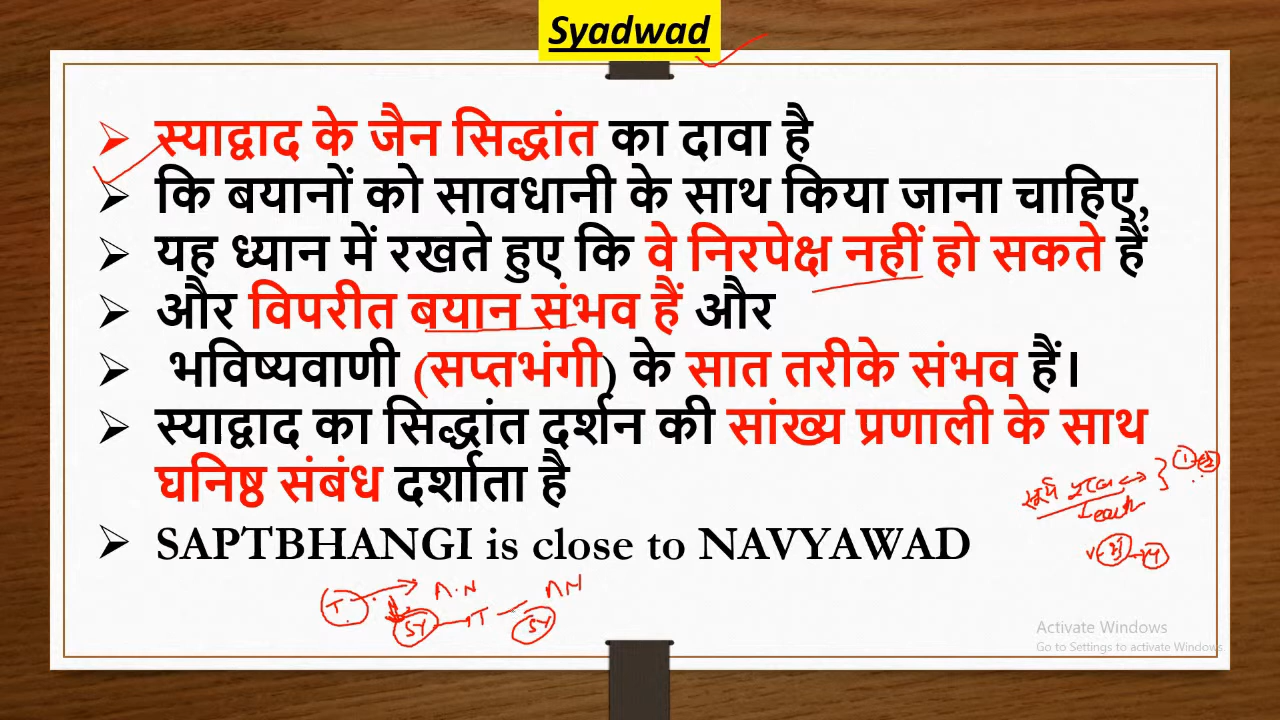 Syadwad
➢ स्याद्वाद के जैन सिद्धांत का दावा है
➢ कि बयानों को सावधानी के साथ किया जाना चाहिए,
➢ यह ध्यान में रखते हुए कि वे निरपेक्ष नहीं हो सकते हैं
➢ और विपरीत बयान संभव हैं और
➢ भविष्यवाणी (सप्तभंगी) के सात तरीके संभव हैं।
➢ स्याद्वाद का सिद्धांत दर्शन की सांख्य प्रणाली के साथ
घनिष्ठ संबंध दर्शाता है
➢ SAPTBHANGI is close to NAVYAWAD
Activate Windows
Go to Settings to activate Windows.